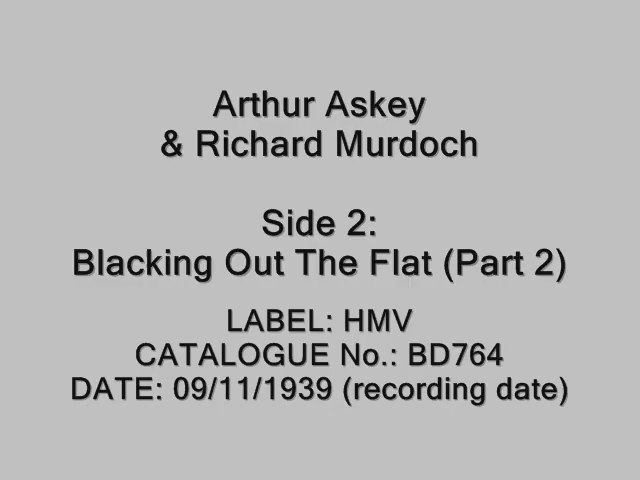 Arthur Askey
& Richard Murdoch
Side 2:
Blacking Out The Flat (Part 2)
LABEL: HMV
CATALOGUE No.: BD764
DATE: 09/11/1939 (recording date)